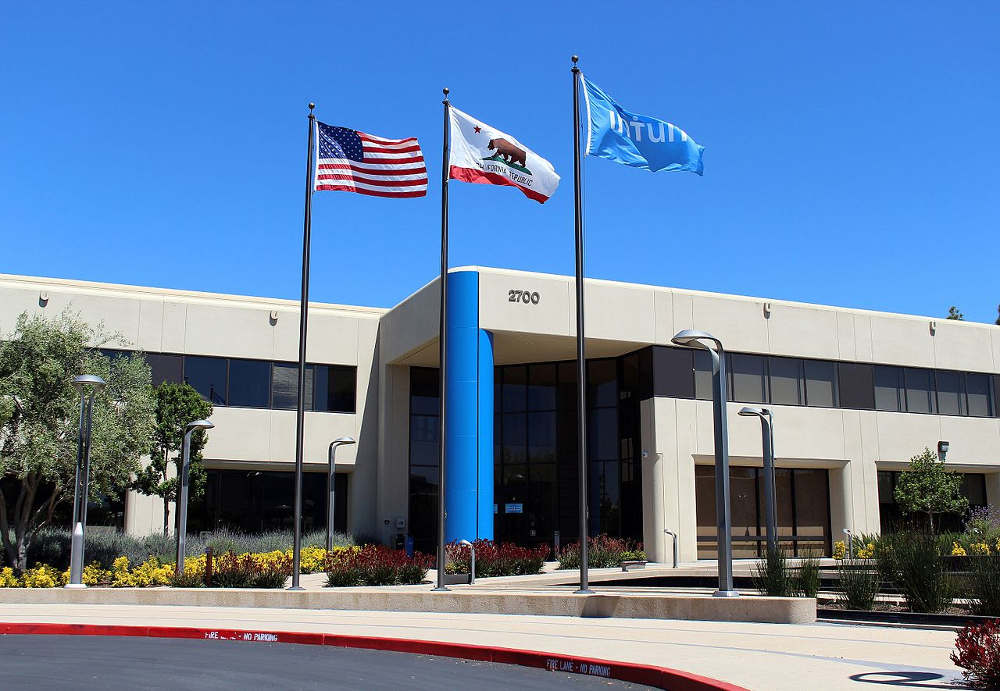 intuit
CALIFORNIA REPUBLIC
2700
FIRE LANE - NO PARKING
FIRE LANE - NO PARKING